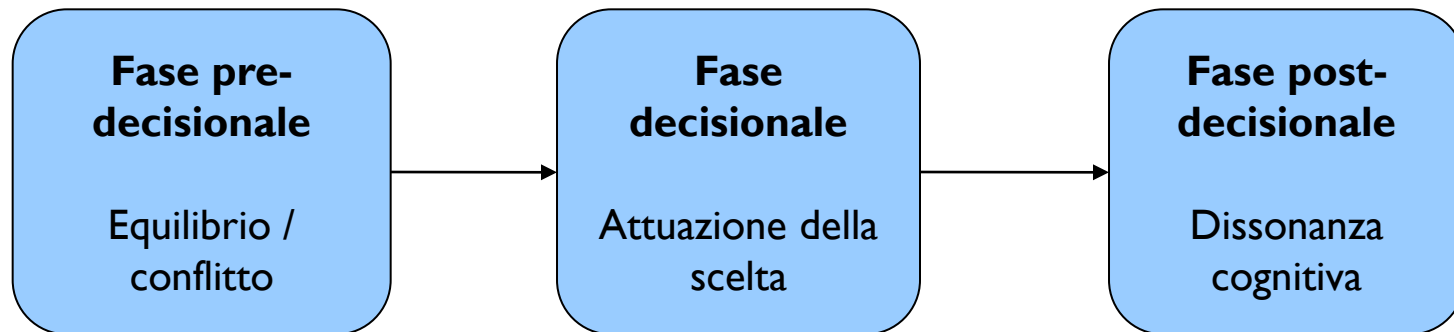 Fase pre-
decisionale
Equilibrio /
conflitto
Fase
decisionale
Attuazione della
scelta
Fase post-
decisionale
Dissonanza
cognitiva